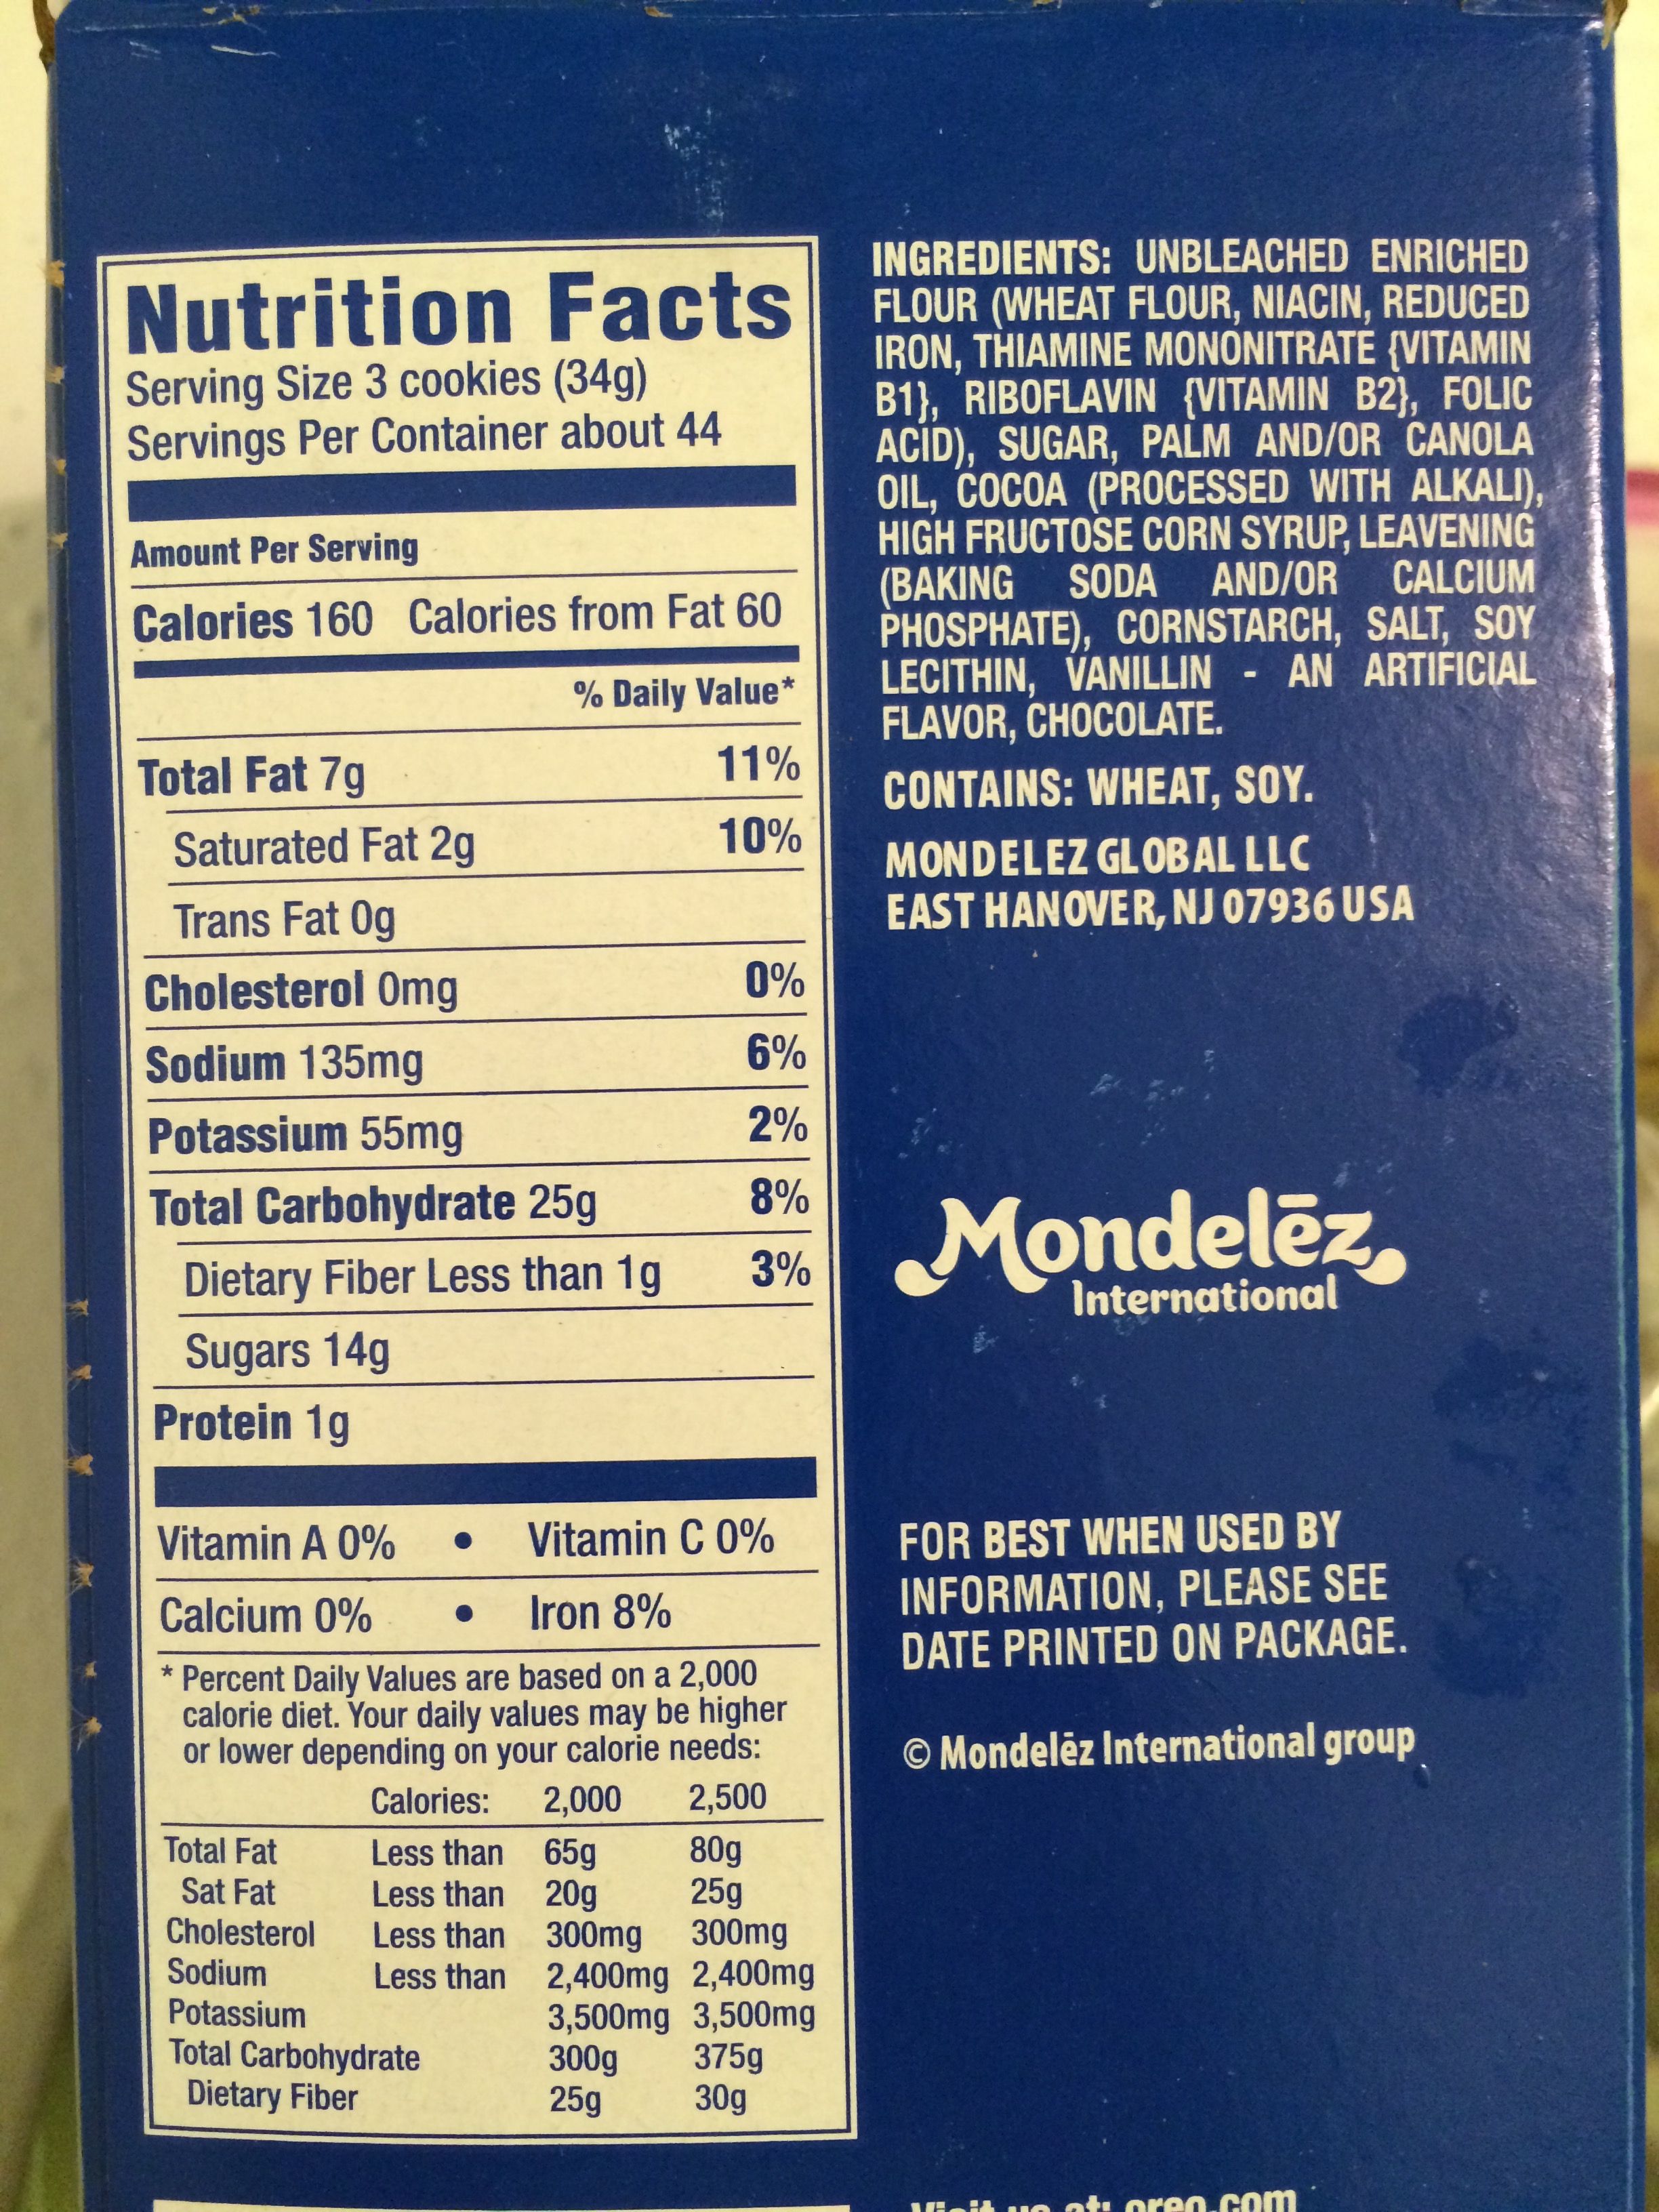 Nutrition Facts
Serving Size 3 cookies (34g)
Servings Per Container about 44
Amount Per Serving
Calories 160 Calories from Fat 60
% Daily Value*
Total Fat 7g 11%
Saturated Fat 2g 10%
Trans Fat 0g
Cholesterol 0mg 0%
Sodium 135mg 6%
Potassium 55mg 2%
Total Carbohydrate 25g 8%
Dietary Fiber Less than 1g 3%
Sugars 14g
Protein 1g
Vitamin A 0% • Vitamin C 0%
Calcium 0% • Iron 8%
* Percent Daily Values are based on a 2,000
calorie diet. Your daily values may be higher
or lower depending on your calorie needs:
Calories: 2,000 2,500
Total Fat Less than 65g 80g
Sat Fat Less than 20g 25g
Cholesterol Less than 300mg 300mg
Sodium Less than 2,400mg 2,400mg
Potassium 3,500mg 3,500mg
Total Carbohydrate 300g 375g
Dietary Fiber 25g 30g
INGREDIENTS: UNBLEACHED ENRICHED
FLOUR (WHEAT FLOUR, NIACIN, REDUCED
IRON, THIAMINE MONONITRATE {VITAMIN
B1}, RIBOFLAVIN {VITAMIN B2}, FOLIC
ACID), SUGAR, PALM AND/OR CANOLA
OIL, COCOA (PROCESSED WITH ALKALI),
HIGH FRUCTOSE CORN SYRUP, LEAVENING
(BAKING SODA AND/OR CALCIUM
PHOSPHATE), CORNSTARCH, SALT, SOY
LECITHIN, VANILLIN - AN ARTIFICIAL
FLAVOR, CHOCOLATE.
CONTAINS: WHEAT, SOY.
MONDELEZ GLOBAL LLC
EAST HANOVER, NJ 07936 USA
Mondelēz
International
FOR BEST WHEN USED BY
INFORMATION, PLEASE SEE
DATE PRINTED ON PACKAGE.
© Mondelēz International group
Visit us at: oreo.com